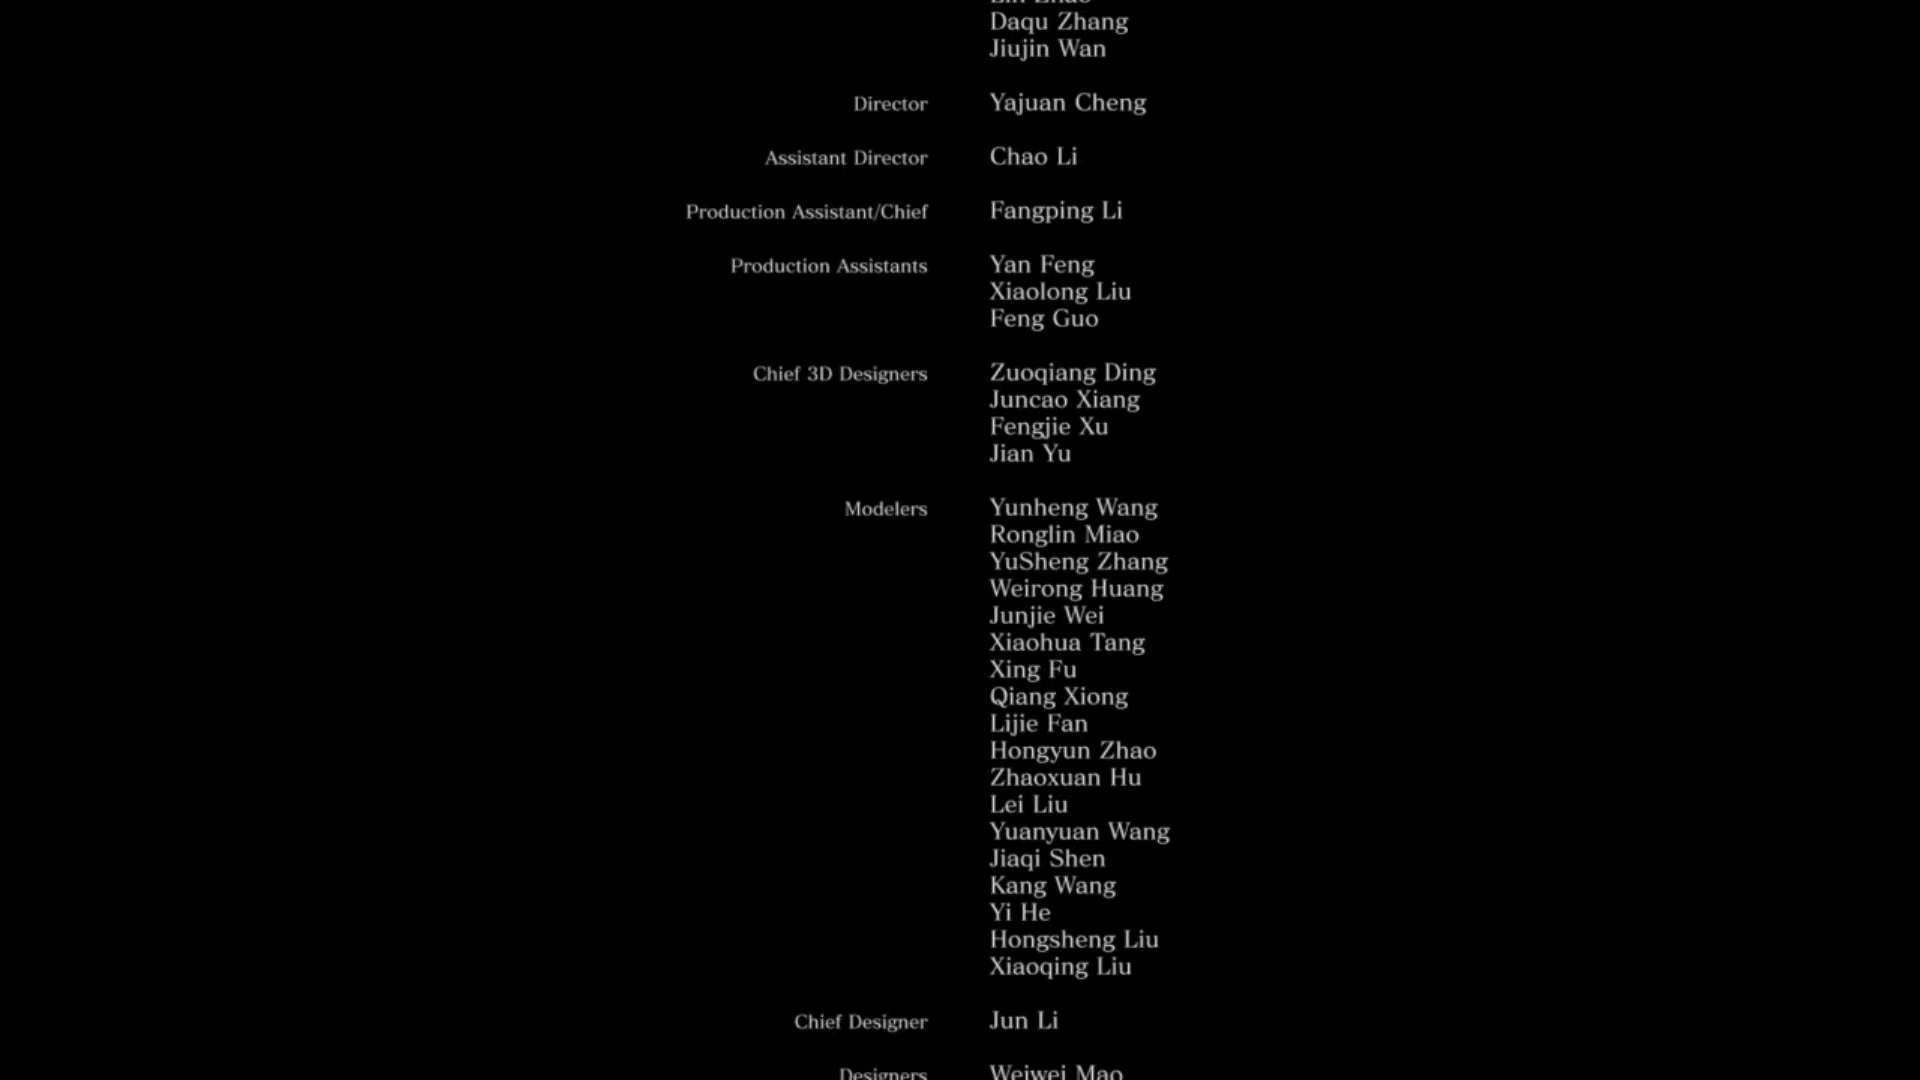 Daqu Zhang
Jiujin Wan
Director Yajuan Cheng
Assistant Director Chao Li
Production Assistant/Chief Fangping Li
Production Assistants Yan Feng
Xiaolong Liu
Feng Guo
Chief 3D Designers Zuoqiang Ding
Juncao Xiang
Fengjie Xu
Jian Yu
Modelers Yunheng Wang
Ronglin Miao
YuSheng Zhang
Weirong Huang
Junjie Wei
Xiaohua Tang
Xing Fu
Qiang Xiong
Lijie Fan
Hongyun Zhao
Zhaoxuan Hu
Lei Liu
Yuanyuan Wang
Jiaqi Shen
Kang Wang
Yi He
Hongsheng Liu
Xiaoqing Liu
Chief Designer Jun Li
Designers Weiwei Mao